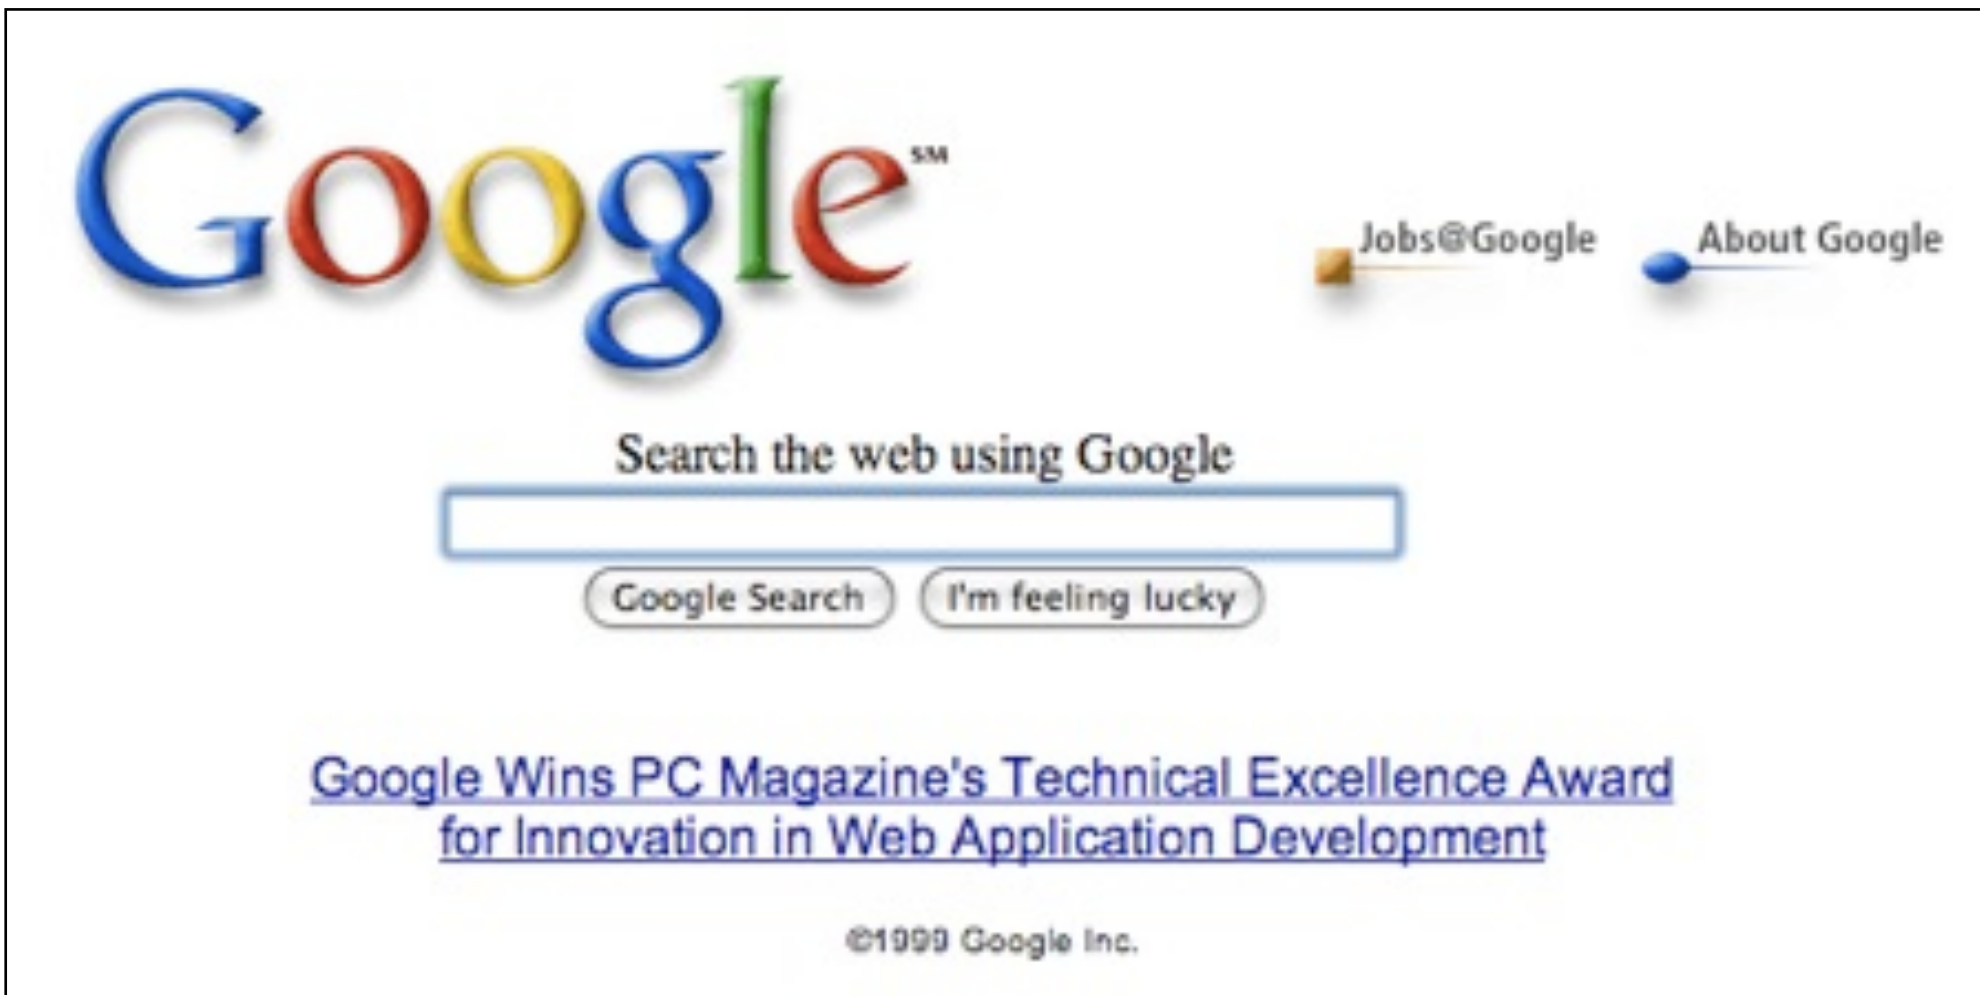 Google℠
Jobs@Google About Google
Search the web using Google
Google Search I'm feeling lucky
Google Wins PC Magazine's Technical Excellence Award
for Innovation in Web Application Development
©1999 Google Inc.